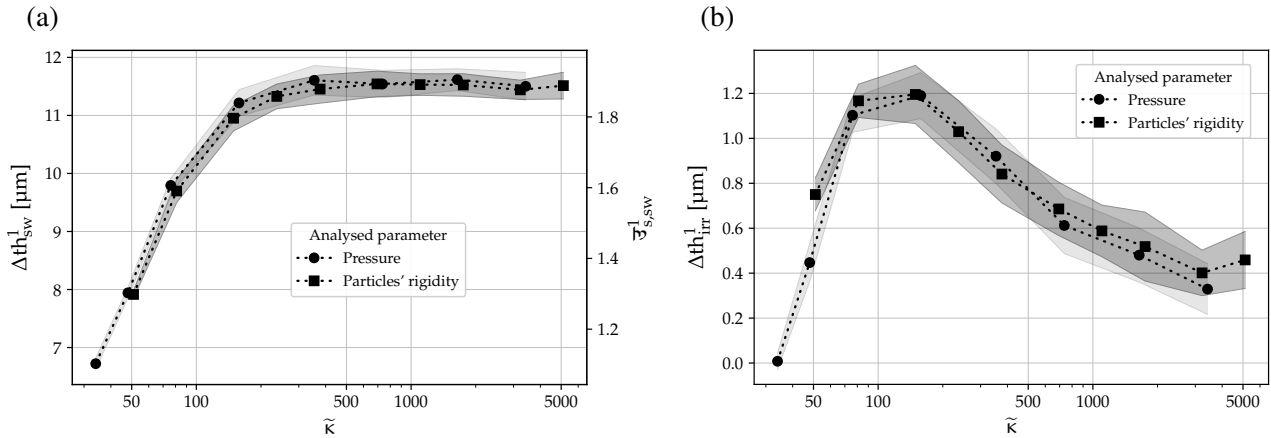 (a)
12
11
10
9
8
7
Δth¹sw [µm]
1.8
1.6
1.4
1.2
𝔉¹s,sw
Analysed parameter
Pressure
Particles' rigidity
50
100
500
1000
5000
κ̃
(b)
1.2
1.0
0.8
0.6
0.4
0.2
0.0
Δth¹irr [µm]
Analysed parameter
Pressure
Particles' rigidity
50
100
500
1000
5000
κ̃